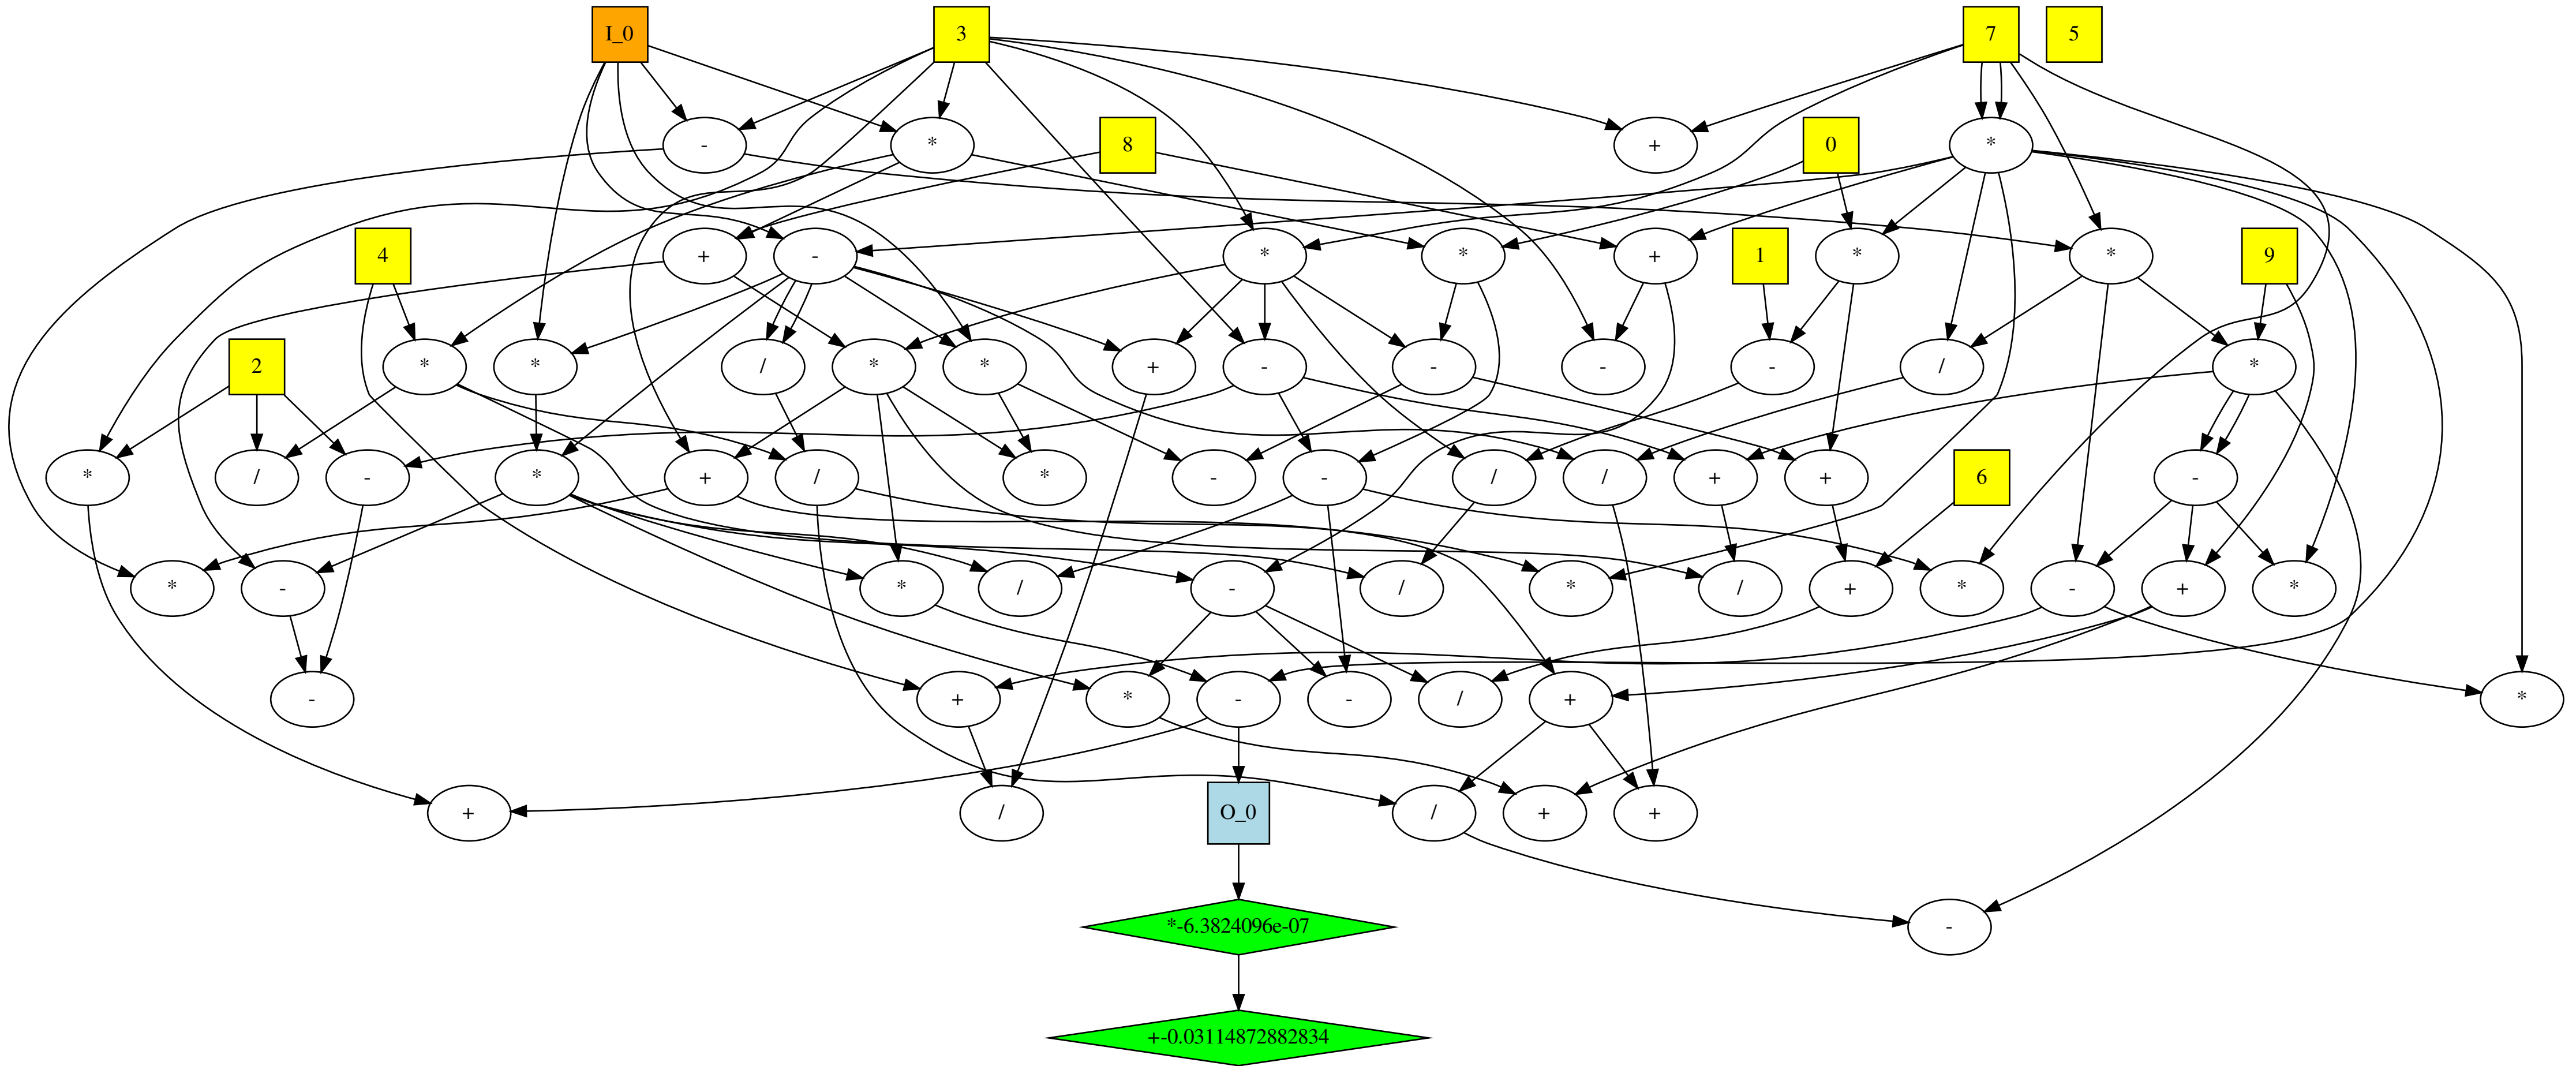 I_0 3 7 5
- * 8 + 0 *
4 + - * * + 1 * * 9
2 * * / * * + - - - - / *
* / - * + / * - - / / + + 6 -
* - * / - / * / + * - + *
- + * - - / + *
+ / O_0 / + +
*-6.3824096e-07 -
+-0.03114872882834